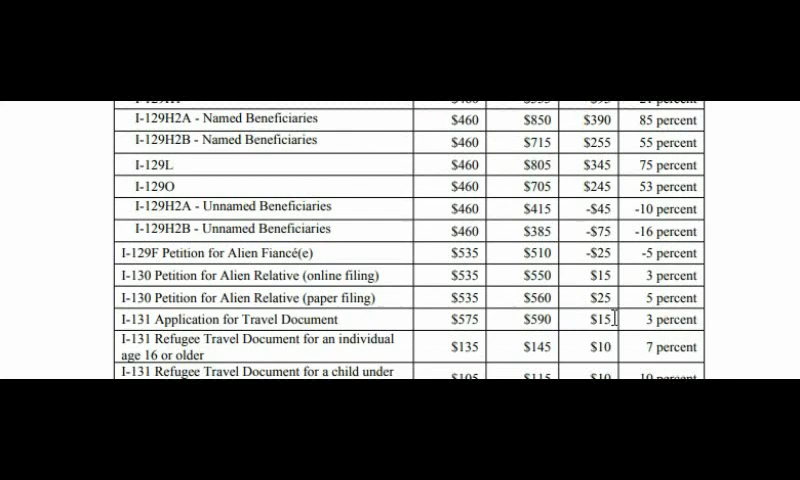 I-129H2A - Named Beneficiaries $460 $850 $390 85 percent
I-129H2B - Named Beneficiaries $460 $715 $255 55 percent
I-129L $460 $805 $345 75 percent
I-129O $460 $705 $245 53 percent
I-129H2A - Unnamed Beneficiaries $460 $415 -$45 -10 percent
I-129H2B - Unnamed Beneficiaries $460 $385 -$75 -16 percent
I-129F Petition for Alien Fiancé(e) $535 $510 -$25 -5 percent
I-130 Petition for Alien Relative (online filing) $535 $550 $15 3 percent
I-130 Petition for Alien Relative (paper filing) $535 $560 $25 5 percent
I-131 Application for Travel Document $575 $590 $15 3 percent
I-131 Refugee Travel Document for an individual
age 16 or older $135 $145 $10 7 percent
I-131 Refugee Travel Document for a child under
$105 $115 $10 10 percent